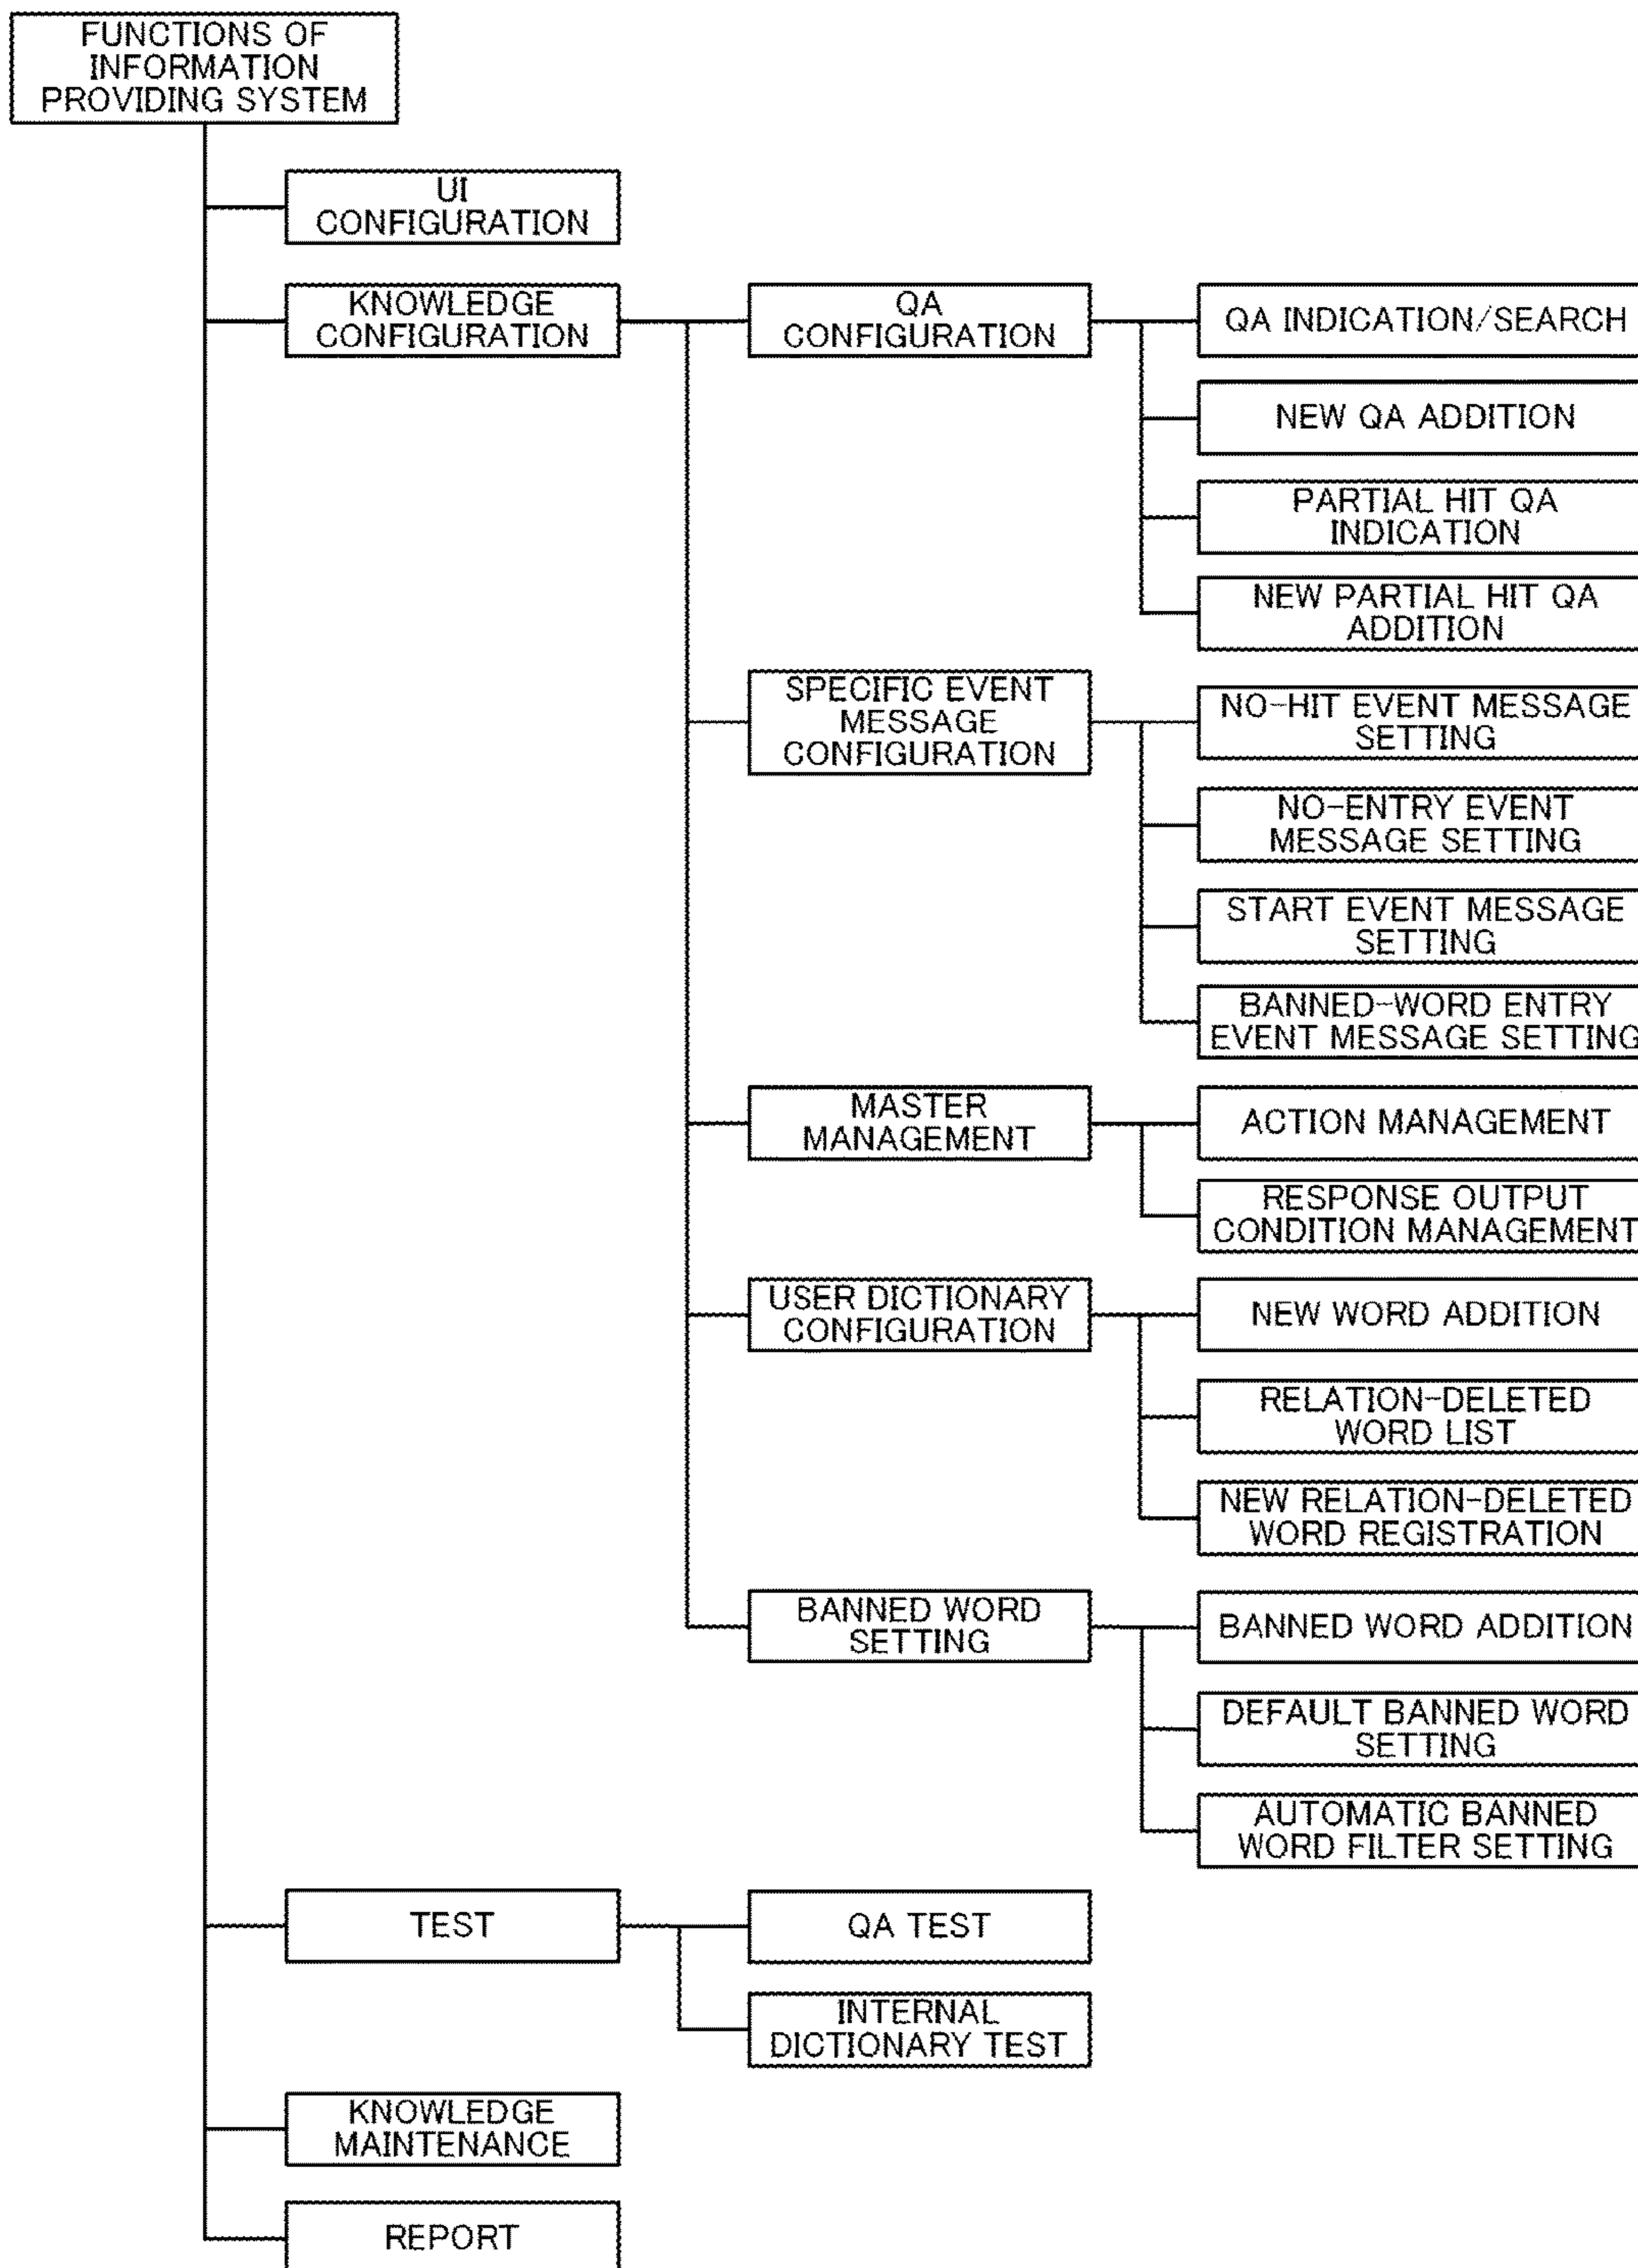 FUNCTIONS OF
INFORMATION
PROVIDING SYSTEM
UI
CONFIGURATION
KNOWLEDGE
CONFIGURATION
QA
CONFIGURATION
QA INDICATION/SEARCH
NEW QA ADDITION
PARTIAL HIT QA
INDICATION
NEW PARTIAL HIT QA
ADDITION
SPECIFIC EVENT
MESSAGE
CONFIGURATION
NO-HIT EVENT MESSAGE
SETTING
NO-ENTRY EVENT
MESSAGE SETTING
START EVENT MESSAGE
SETTING
BANNED-WORD ENTRY
EVENT MESSAGE SETTING
MASTER
MANAGEMENT
ACTION MANAGEMENT
RESPONSE OUTPUT
CONDITION MANAGEMENT
USER DICTIONARY
CONFIGURATION
NEW WORD ADDITION
RELATION-DELETED
WORD LIST
NEW RELATION-DELETED
WORD REGISTRATION
BANNED WORD
SETTING
BANNED WORD ADDITION
DEFAULT BANNED WORD
SETTING
AUTOMATIC BANNED
WORD FILTER SETTING
TEST
QA TEST
INTERNAL
DICTIONARY TEST
KNOWLEDGE
MAINTENANCE
REPORT